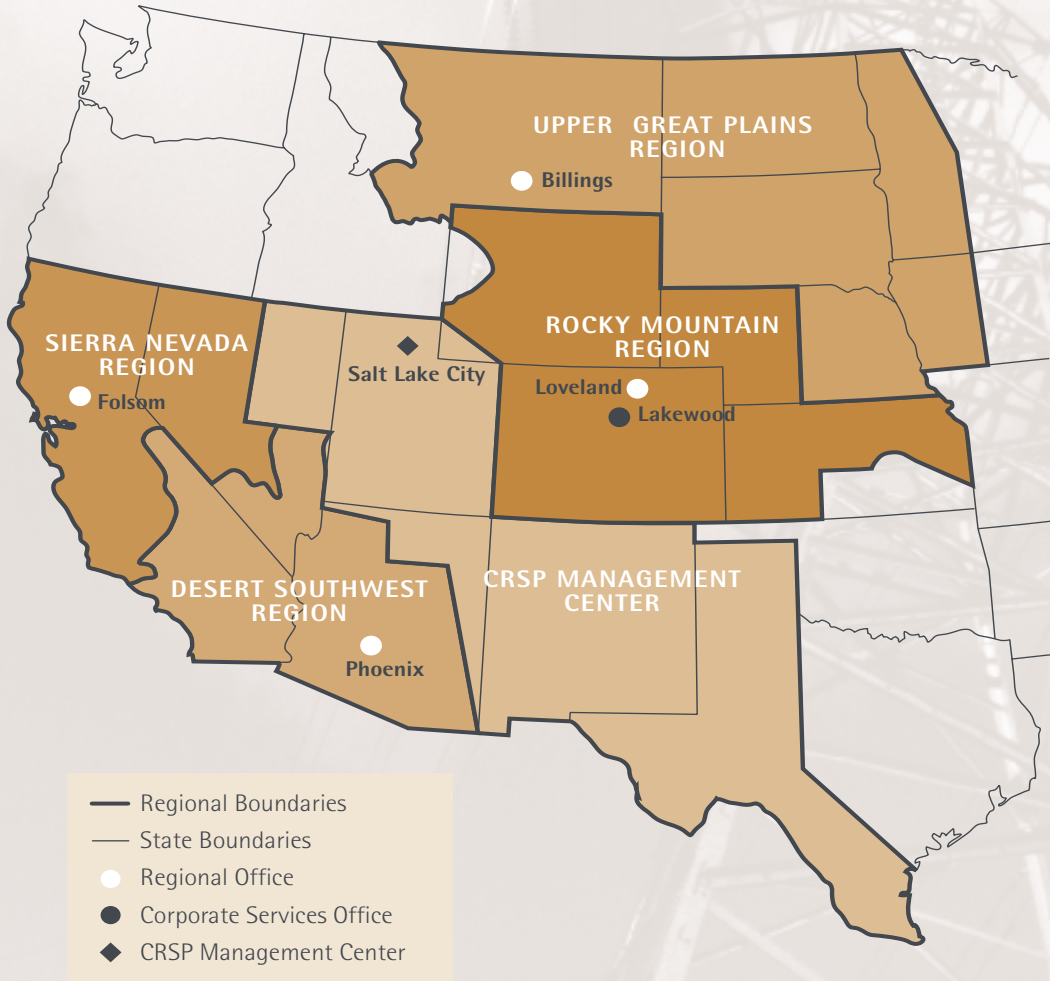 UPPER GREAT PLAINS
REGION
Billings
ROCKY MOUNTAIN
REGION
SIERRA NEVADA
REGION
Salt Lake City
Loveland
Folsom
Lakewood
DESERT SOUTHWEST
REGION
CRSP MANAGEMENT
CENTER
Phoenix
Regional Boundaries
State Boundaries
Regional Office
Corporate Services Office
CRSP Management Center